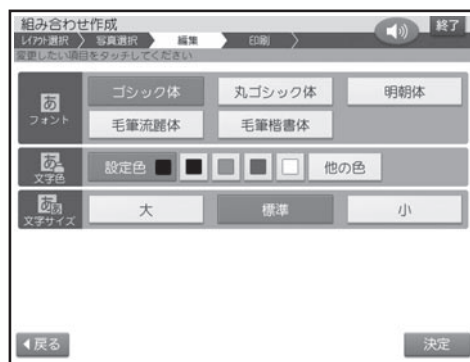 組み合わせ作成
終了
レイアウト選択 写真選択 編集 印刷
変更したい項目をタッチしてください
あ
フォント
ゴシック体 丸ゴシック体 明朝体
毛筆流麗体 毛筆楷書体
あ
文字色
設定色 他の色
ああ
文字サイズ
大 標準 小
戻る 決定